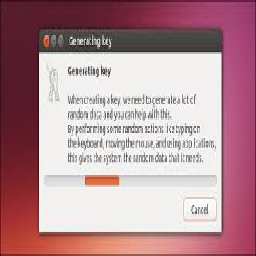 Generating key
Generating key
When creating a key, we need to generate a lot of
random data and you can help with this.
By performing some random actions, like typing on
the keyboard, moving the mouse, and using applications,
this gives the system the random data that it needs.
Cancel